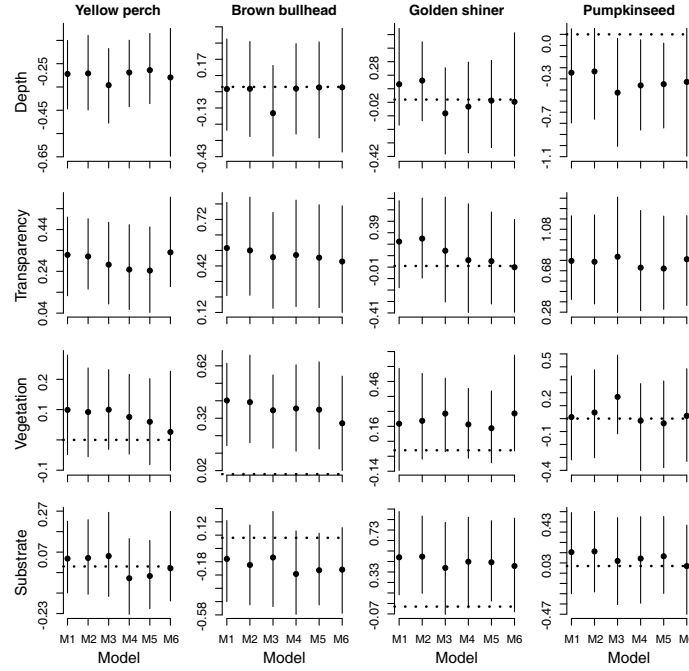 Yellow perch Brown bullhead Golden shiner Pumpkinseed
Depth
-0.25 -0.45 -0.65
0.17 -0.13 -0.43
0.28 -0.02 -0.42
0.0 -0.3 -0.7 -1.1
Transparency
0.44 0.24 0.04
0.72 0.42 0.12
0.39 -0.01 -0.41
1.08 0.68 0.28
Vegetation
0.2 0.1 -0.1
0.62 0.32 0.02
0.46 0.16 -0.14
0.5 0.2 -0.1 -0.4
Substrate
0.27 0.07 -0.23
0.12 -0.18 -0.58
0.73 0.33 -0.07
0.43 0.03 -0.47
M1 M2 M3 M4 M5 M6 M1 M2 M3 M4 M5 M6 M1 M2 M3 M4 M5 M6 M1 M2 M3 M4 M5 M6
Model Model Model Model